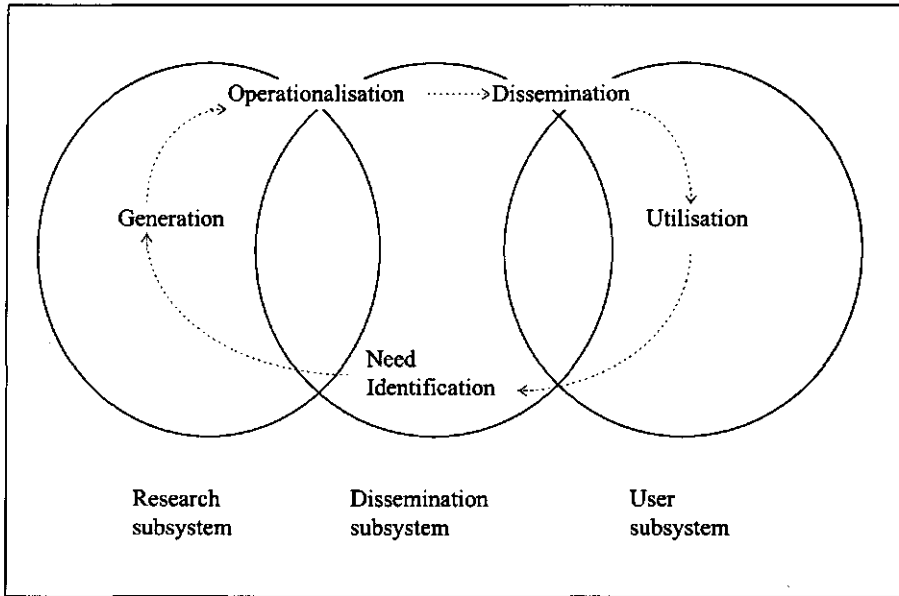 Operationalisation
Dissemination
Generation
Utilisation
Need
Identification
Research
subsystem
Dissemination
subsystem
User
subsystem